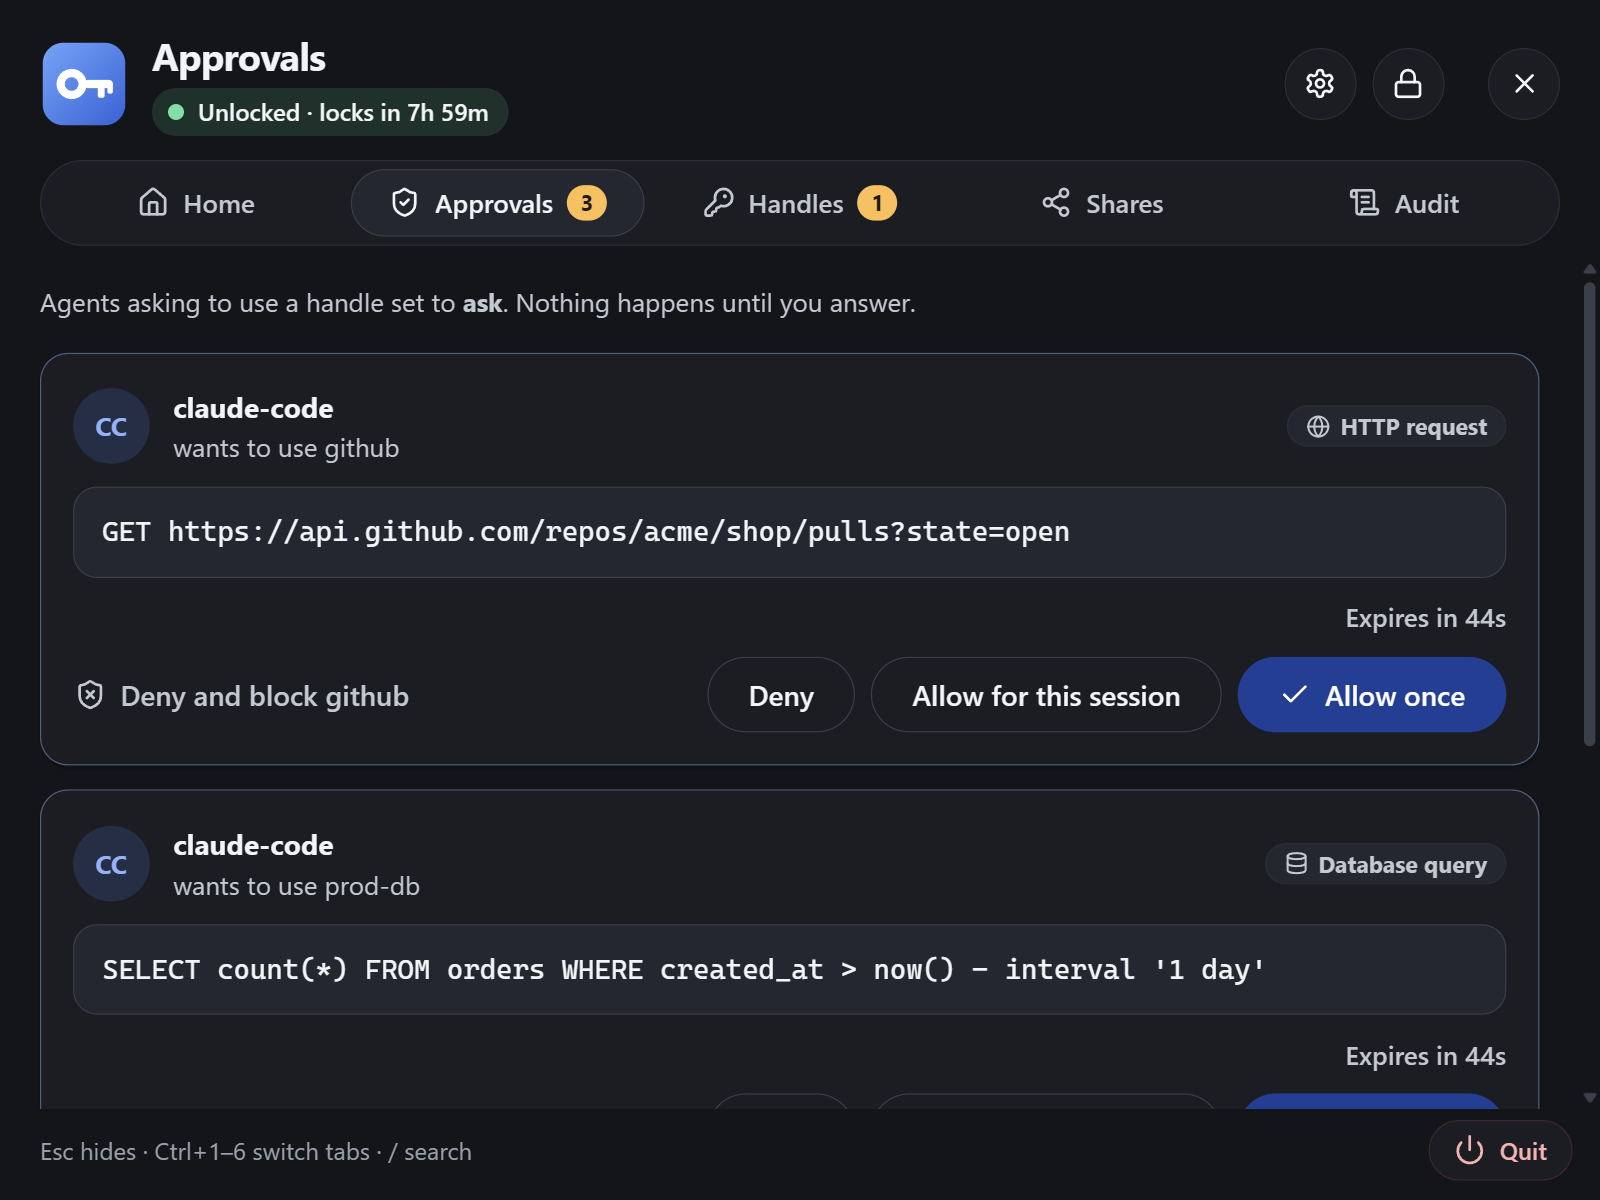 Approvals
Unlocked · locks in 7h 59m
Home
Approvals 3
Handles 1
Shares
Audit
Agents asking to use a handle set to ask. Nothing happens until you answer.
CC
claude-code
wants to use github
HTTP request
GET https://api.github.com/repos/acme/shop/pulls?state=open
Expires in 44s
Deny and block github
Deny
Allow for this session
Allow once
CC
claude-code
wants to use prod-db
Database query
SELECT count(*) FROM orders WHERE created_at > now() - interval '1 day'
Expires in 44s
Esc hides · Ctrl+1–6 switch tabs · / search
Quit